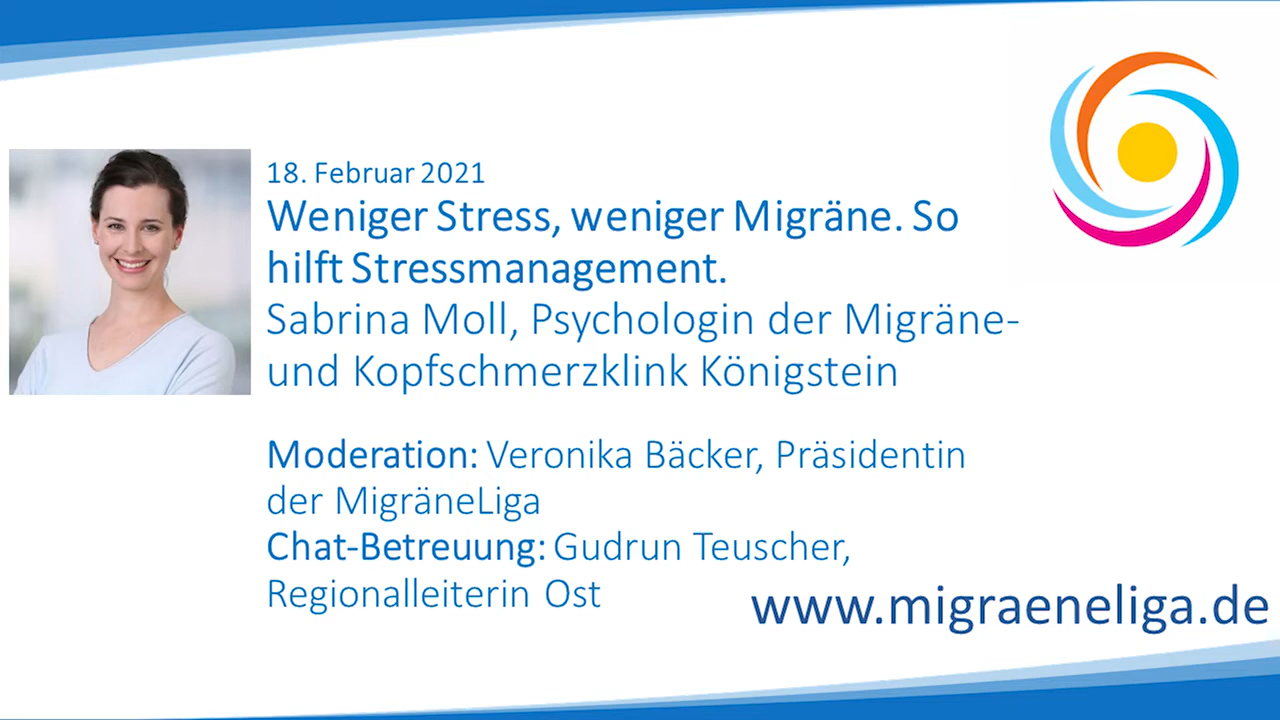 18. Februar 2021
Weniger Stress, weniger Migräne. So
hilft Stressmanagement.
Sabrina Moll, Psychologin der Migräne-
und Kopfschmerzklink Königstein
Moderation: Veronika Bäcker, Präsidentin
der MigräneLiga
Chat-Betreuung: Gudrun Teuscher,
Regionalleiterin Ost
www.migraeneliga.de